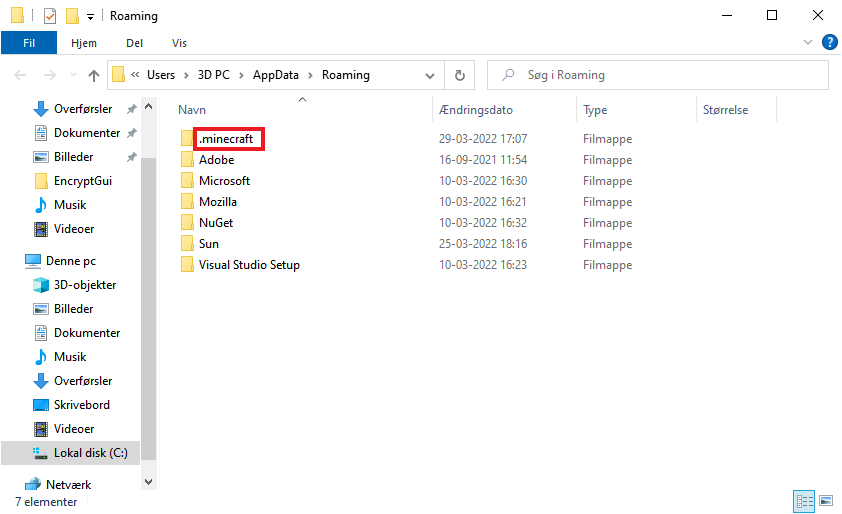 Roaming
Fil Hjem Del Vis
« Users › 3D PC › AppData › Roaming
Søg i Roaming
Overførsler
Dokumenter
Billeder
EncryptGui
Musik
Videoer
Denne pc
3D-objekter
Billeder
Dokumenter
Musik
Overførsler
Skrivebord
Videoer
Lokal disk (C:)
Netværk
Navn Ændringsdato Type Størrelse
.minecraft 29-03-2022 17:07 Filmappe
Adobe 16-09-2021 11:54 Filmappe
Microsoft 10-03-2022 16:30 Filmappe
Mozilla 10-03-2022 16:21 Filmappe
NuGet 10-03-2022 16:32 Filmappe
Sun 25-03-2022 18:16 Filmappe
Visual Studio Setup 10-03-2022 16:23 Filmappe
7 elementer